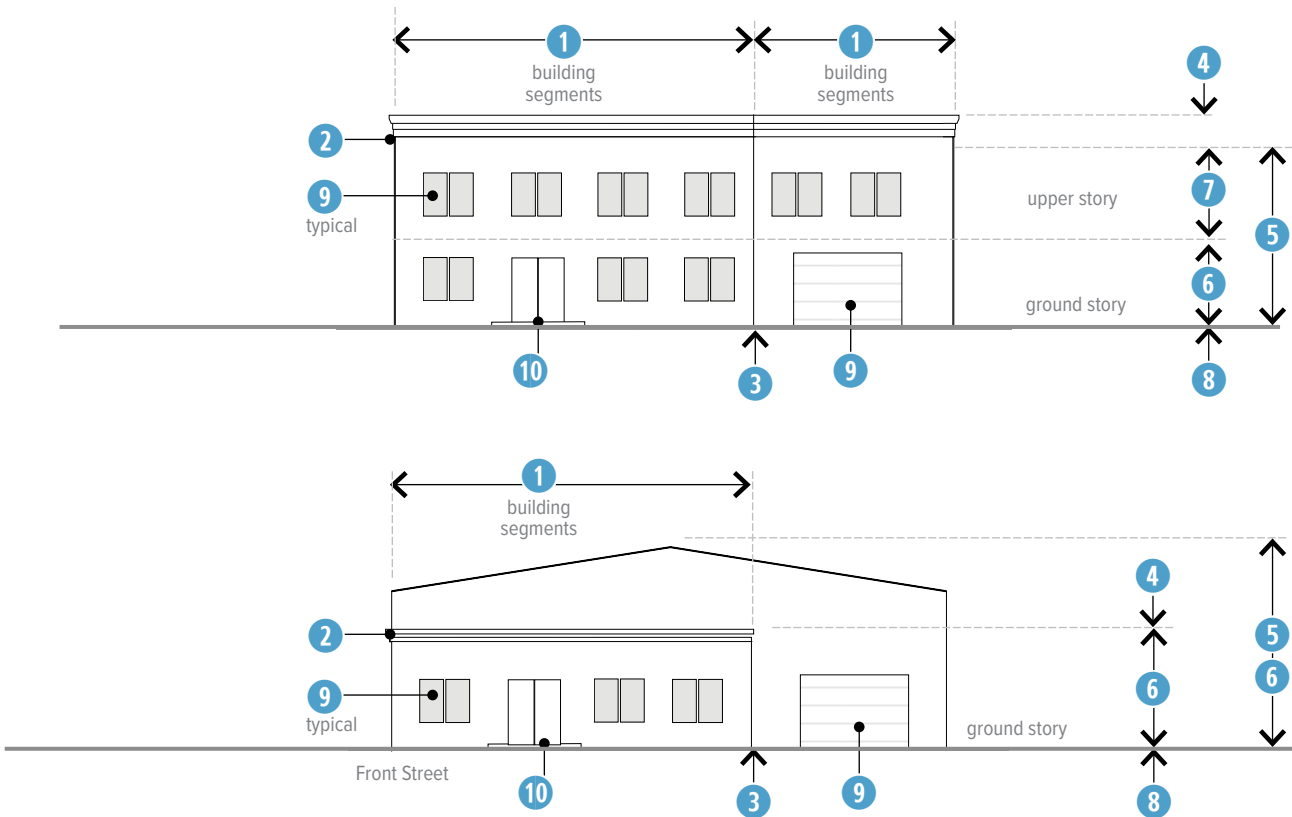 1
1
building
segments
building
segments
4
2
9
typical
upper story
7
5
6
ground story
10
3
9
8
1
building
segments
4
2
5
9
typical
6
6
ground story
Front Street
10
3
9
8